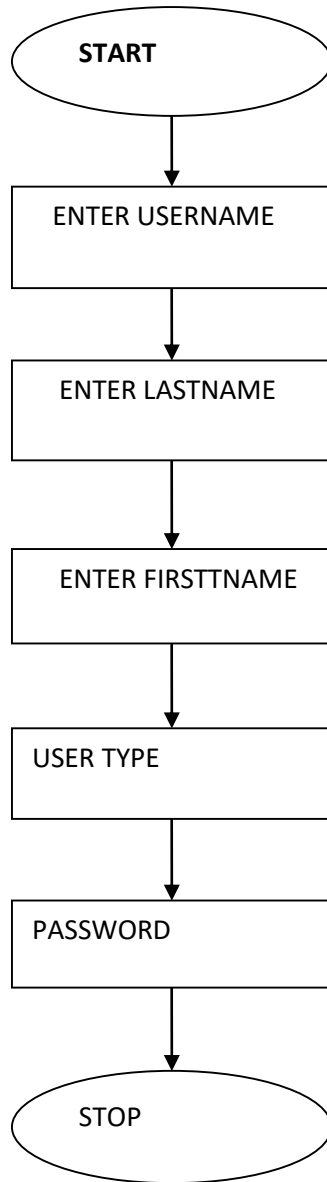 START
ENTER USERNAME
ENTER LASTNAME
ENTER FIRSTTNAME
USER TYPE
PASSWORD
STOP